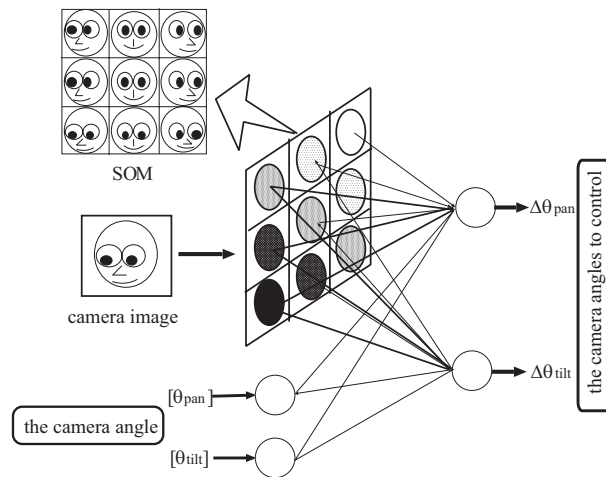 SOM
camera image
[θpan]
the camera angle
[θtilt]
Δθpan
Δθtilt
the camera angles to control